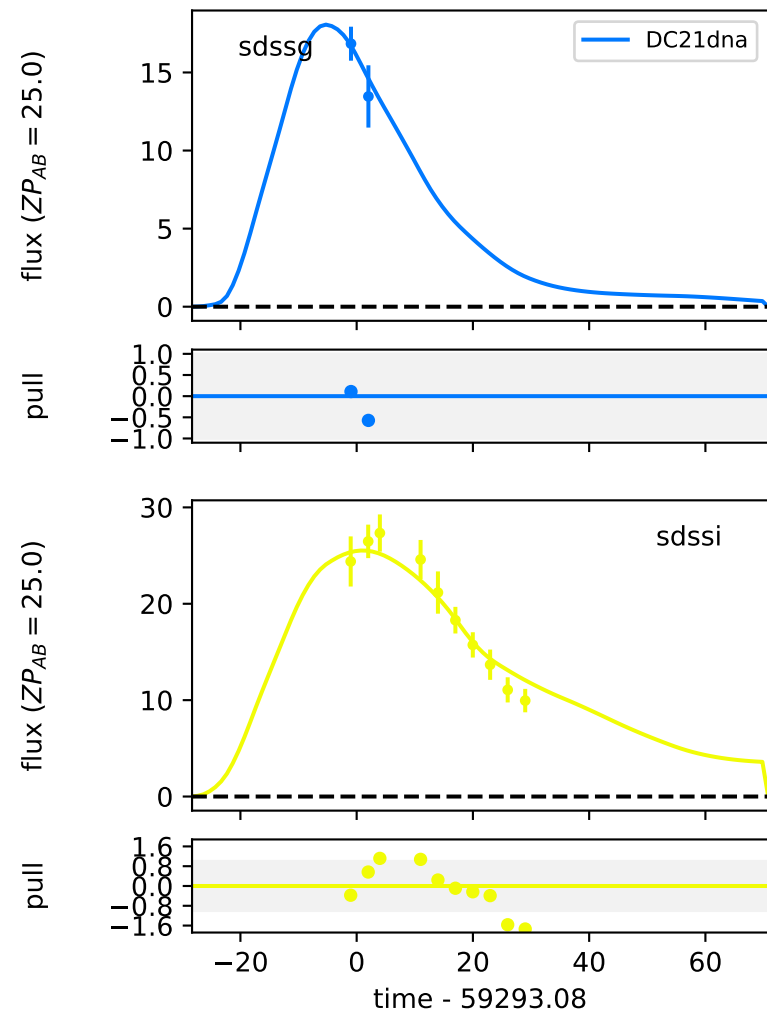 sdssg
DC21dna
flux (ZP_AB = 25.0)
15
10
5
0
pull
1.0
0.5
0.0
−0.5
−1.0
sdssi
flux (ZP_AB = 25.0)
30
20
10
0
pull
1.6
0.8
0.0
−0.8
−1.6
−20 0 20 40 60
time - 59293.08